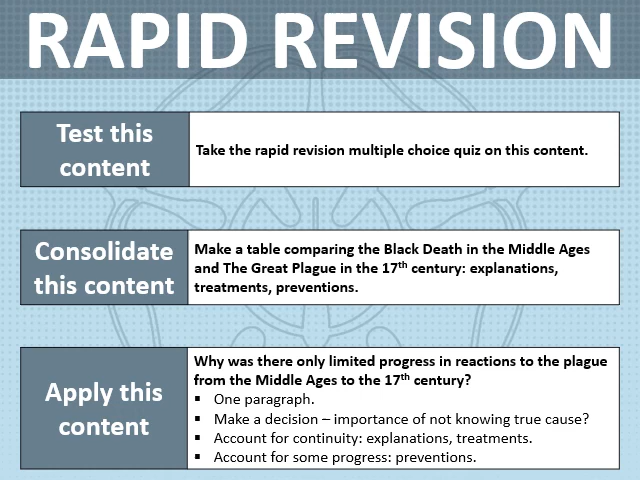 RAPID REVISION
Test this
content
Take the rapid revision multiple choice quiz on this content.
Consolidate
this content
Make a table comparing the Black Death in the Middle Ages
and The Great Plague in the 17th century: explanations,
treatments, preventions.
Apply this
content
Why was there only limited progress in reactions to the plague
from the Middle Ages to the 17th century?
▪ One paragraph.
▪ Make a decision – importance of not knowing true cause?
▪ Account for continuity: explanations, treatments.
▪ Account for some progress: preventions.